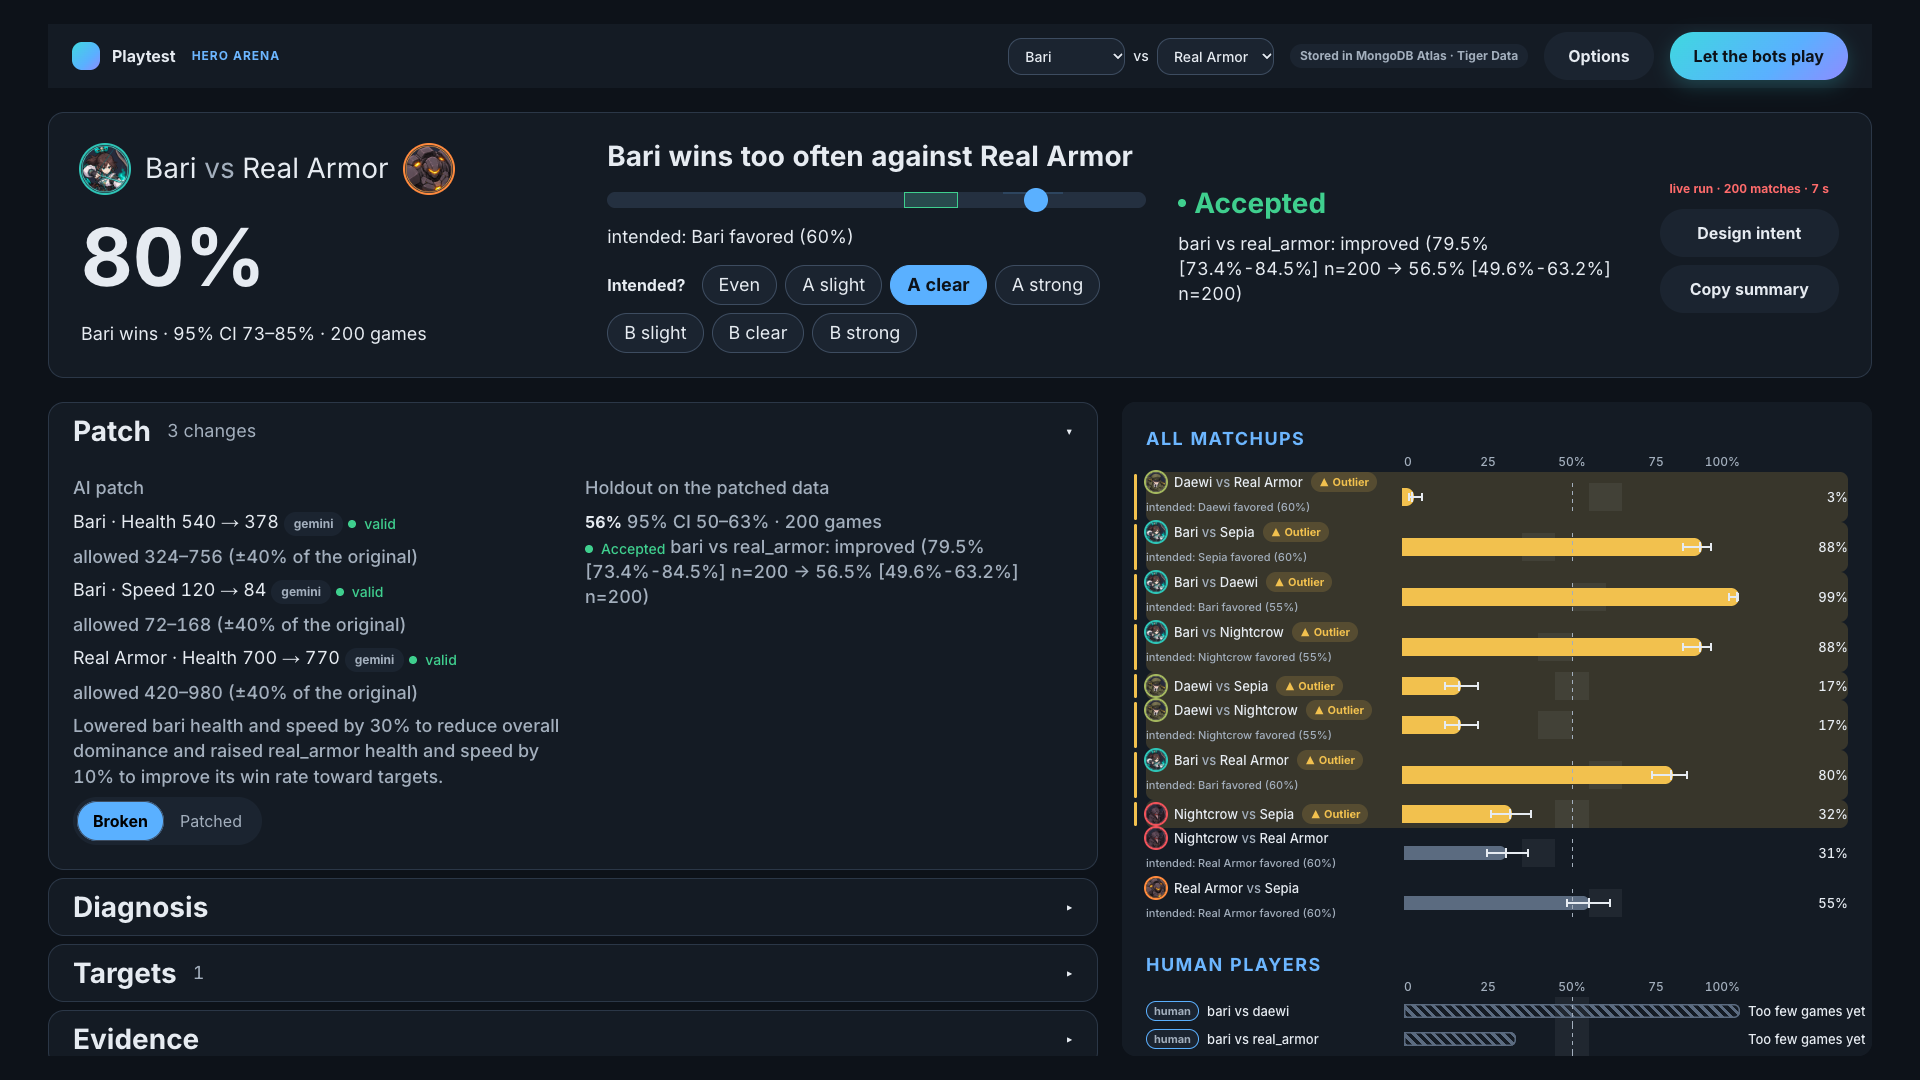 Playtest HERO ARENA Bari vs Real Armor Stored in MongoDB Atlas · Tiger Data Options Let the bots play
Bari vs Real Armor
80%
Bari wins · 95% CI 73–85% · 200 games
Bari wins too often against Real Armor
intended: Bari favored (60%)
Intended? Even A slight A clear A strong
B slight B clear B strong
• Accepted
bari vs real_armor: improved (79.5%
[73.4%-84.5%] n=200 → 56.5% [49.6%-63.2%]
n=200)
live run · 200 matches · 7 s
Design intent
Copy summary
Patch 3 changes
AI patch
Bari · Health 540 → 378 gemini • valid
allowed 324–756 (±40% of the original)
Bari · Speed 120 → 84 gemini • valid
allowed 72–168 (±40% of the original)
Real Armor · Health 700 → 770 gemini • valid
allowed 420–980 (±40% of the original)
Lowered bari health and speed by 30% to reduce overall
dominance and raised real_armor health and speed by
10% to improve its win rate toward targets.
Broken Patched
Holdout on the patched data
56% 95% CI 50–63% · 200 games
• Accepted bari vs real_armor: improved (79.5%
[73.4%-84.5%] n=200 → 56.5% [49.6%-63.2%]
n=200)
Diagnosis
Targets 1
Evidence
ALL MATCHUPS
0 25 50% 75 100%
Daewi vs Real Armor ▲ Outlier 3%
intended: Daewi favored (60%)
Bari vs Sepia ▲ Outlier 88%
intended: Sepia favored (60%)
Bari vs Daewi ▲ Outlier 99%
intended: Bari favored (55%)
Bari vs Nightcrow ▲ Outlier 88%
intended: Nightcrow favored (55%)
Daewi vs Sepia ▲ Outlier 17%
Daewi vs Nightcrow ▲ Outlier 17%
intended: Nightcrow favored (55%)
Bari vs Real Armor ▲ Outlier 80%
intended: Bari favored (60%)
Nightcrow vs Sepia ▲ Outlier 32%
Nightcrow vs Real Armor 31%
intended: Real Armor favored (60%)
Real Armor vs Sepia 55%
intended: Real Armor favored (60%)
HUMAN PLAYERS
0 25 50% 75 100%
human bari vs daewi Too few games yet
human bari vs real_armor Too few games yet